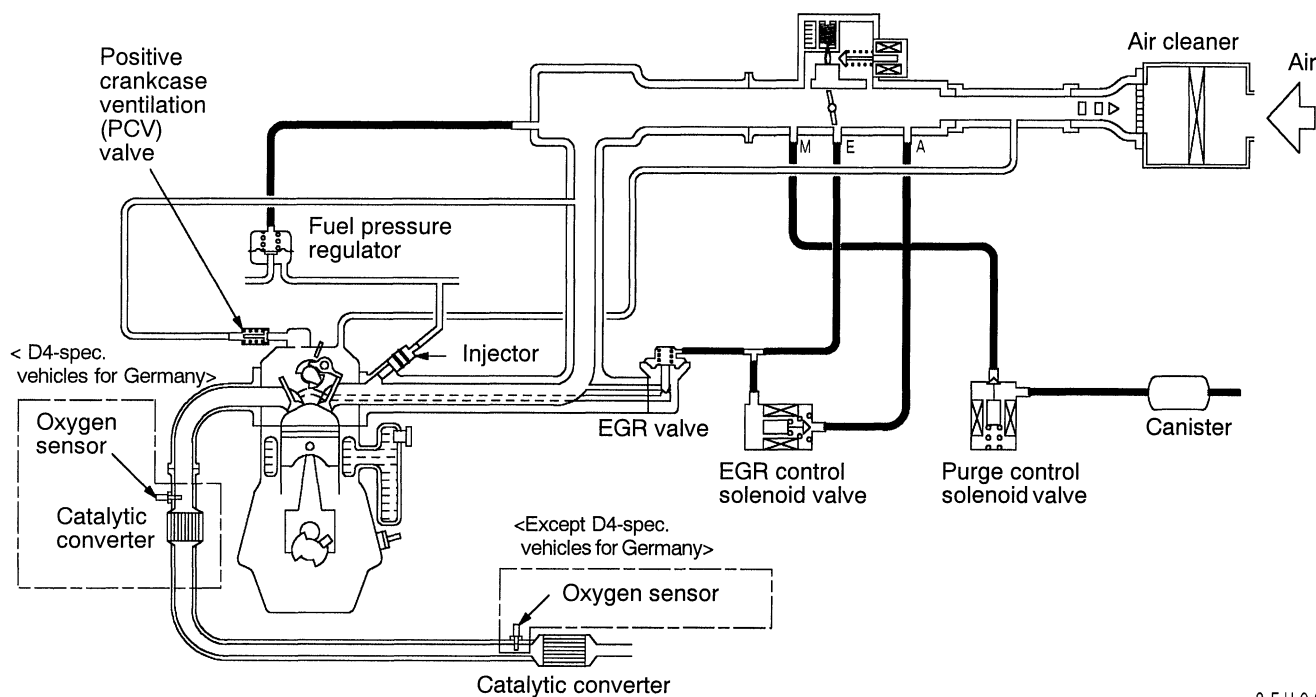 Positive
crankcase
ventilation
(PCV)
valve
Air cleaner
Air
M
E
A
Fuel pressure
regulator
< D4-spec.
vehicles for Germany>
Injector
Oxygen
sensor
EGR valve
Canister
EGR control
solenoid valve
Purge control
solenoid valve
Catalytic
converter
<Except D4-spec.
vehicles for Germany>
Oxygen sensor
Catalytic converter